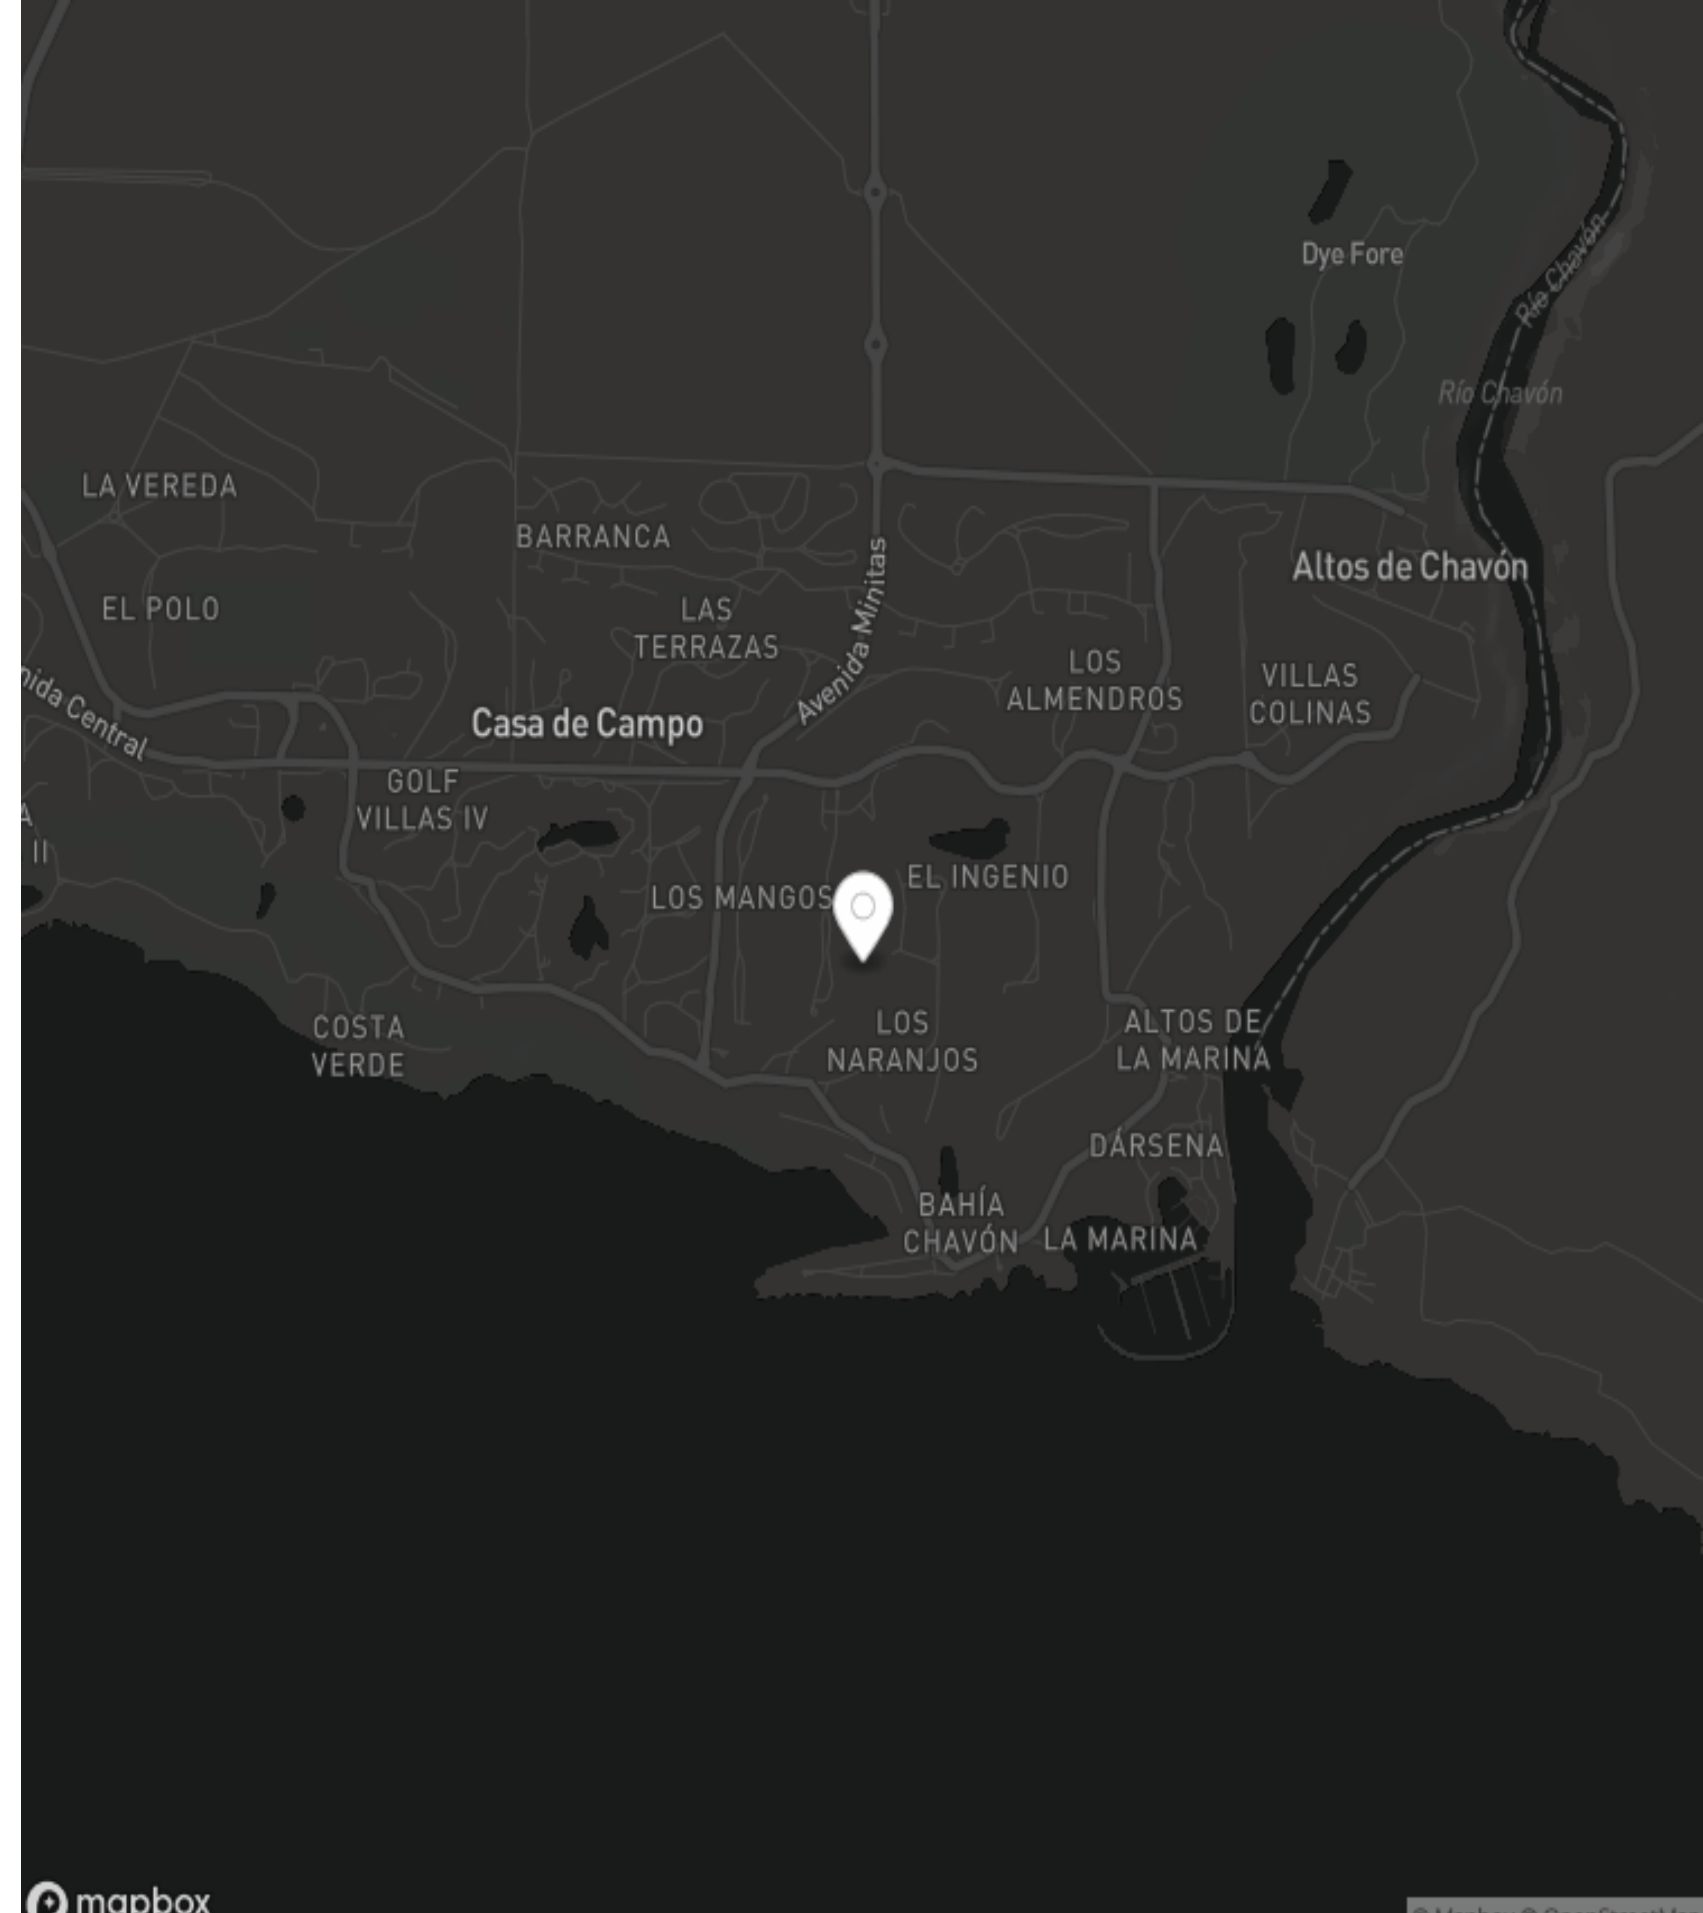 Dye Fore
Río Chavón
Río Chavón
LA VEREDA
BARRANCA
Altos de Chavón
EL POLO
LAS
TERRAZAS
Avenida Minitas
LOS
ALMENDROS
VILLAS
COLINAS
Central
Casa de Campo
GOLF
VILLAS IV
II
LOS MANGOS
EL INGENIO
COSTA
VERDE
LOS
NARANJOS
ALTOS DE
LA MARINA
DÁRSENA
BAHÍA
CHAVÓN
LA MARINA
mapbox